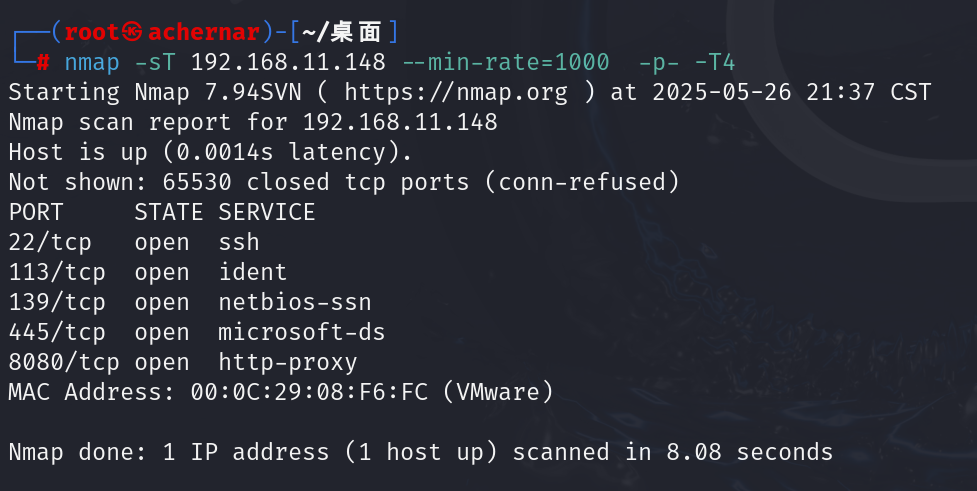 ┌──(root㉿achernar)-[~/桌面]
└─# nmap -sT 192.168.11.148 --min-rate=1000  -p- -T4
Starting Nmap 7.94SVN ( https://nmap.org ) at 2025-05-26 21:37 CST
Nmap scan report for 192.168.11.148
Host is up (0.0014s latency).
Not shown: 65530 closed tcp ports (conn-refused)
PORT     STATE SERVICE
22/tcp   open  ssh
113/tcp  open  ident
139/tcp  open  netbios-ssn
445/tcp  open  microsoft-ds
8080/tcp open  http-proxy
MAC Address: 00:0C:29:08:F6:FC (VMware)
Nmap done: 1 IP address (1 host up) scanned in 8.08 seconds